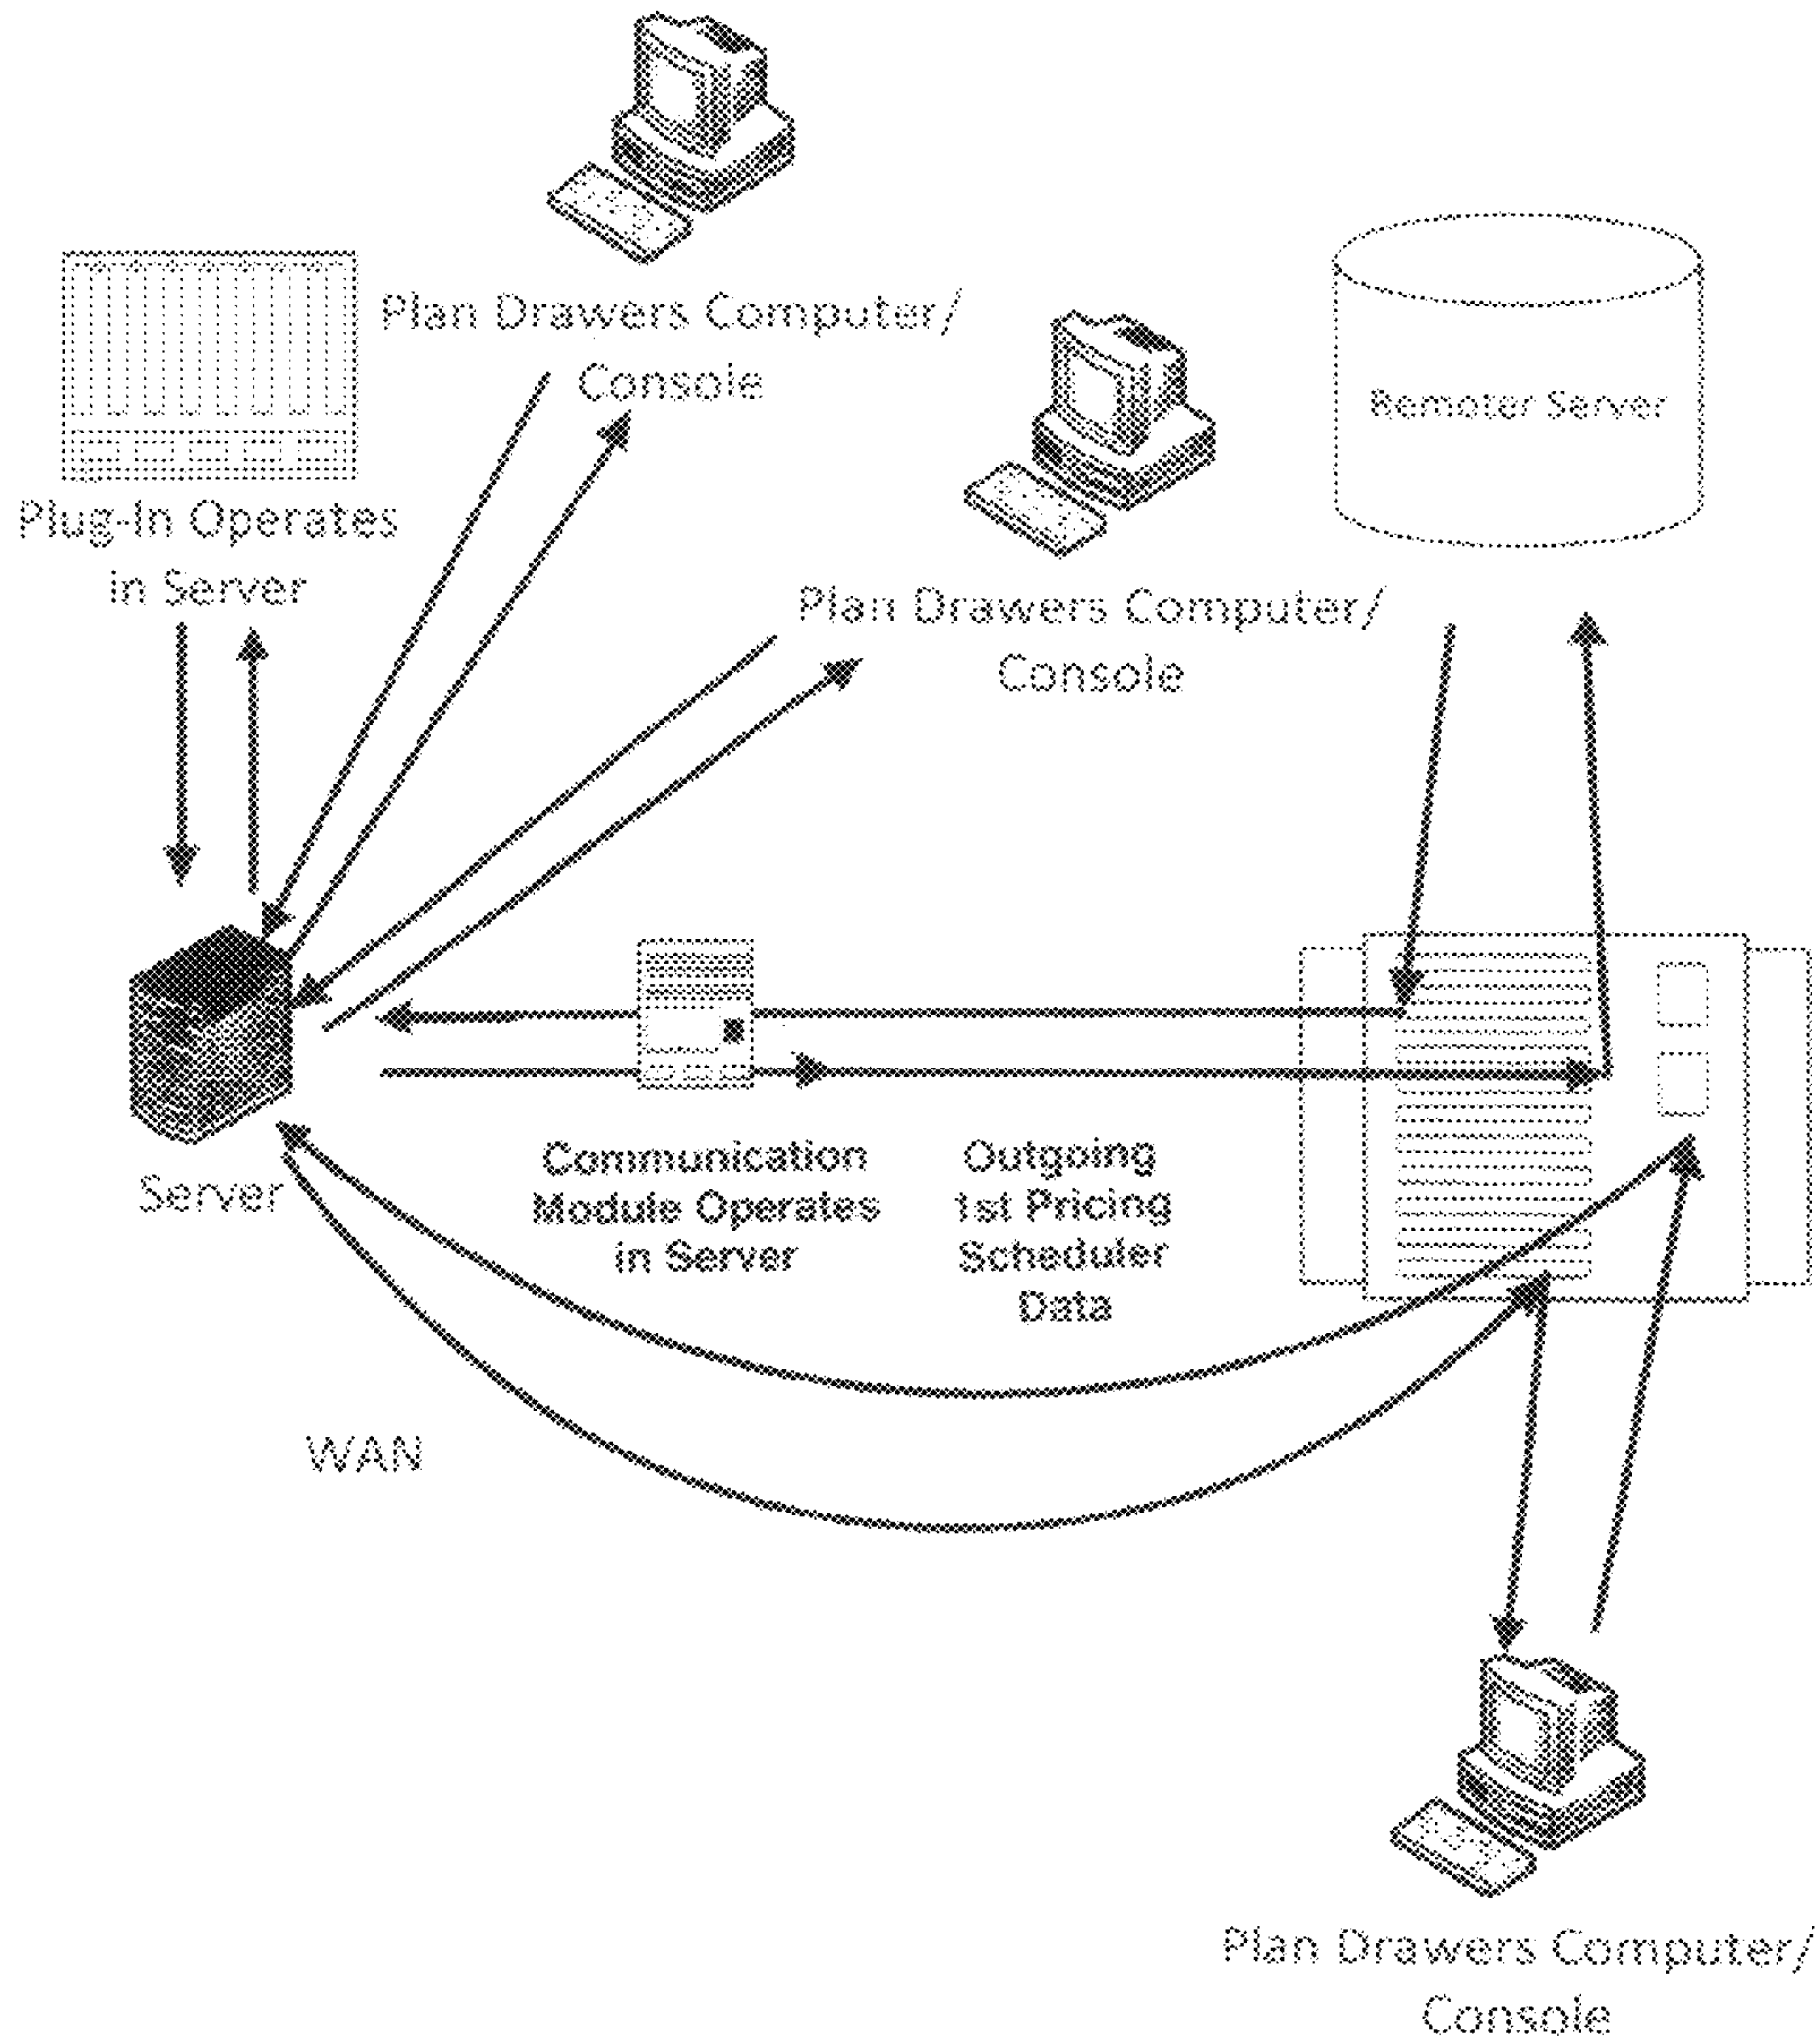 Plan Drawers Computer/
Console
Plug-In Operates
in Server
Plan Drawers Computer/
Console
Remoter Server
Server
Communication
Module Operates
in Server
Outgoing
1st Pricing
Scheduler
Data
WAN
Plan Drawers Computer/
Console